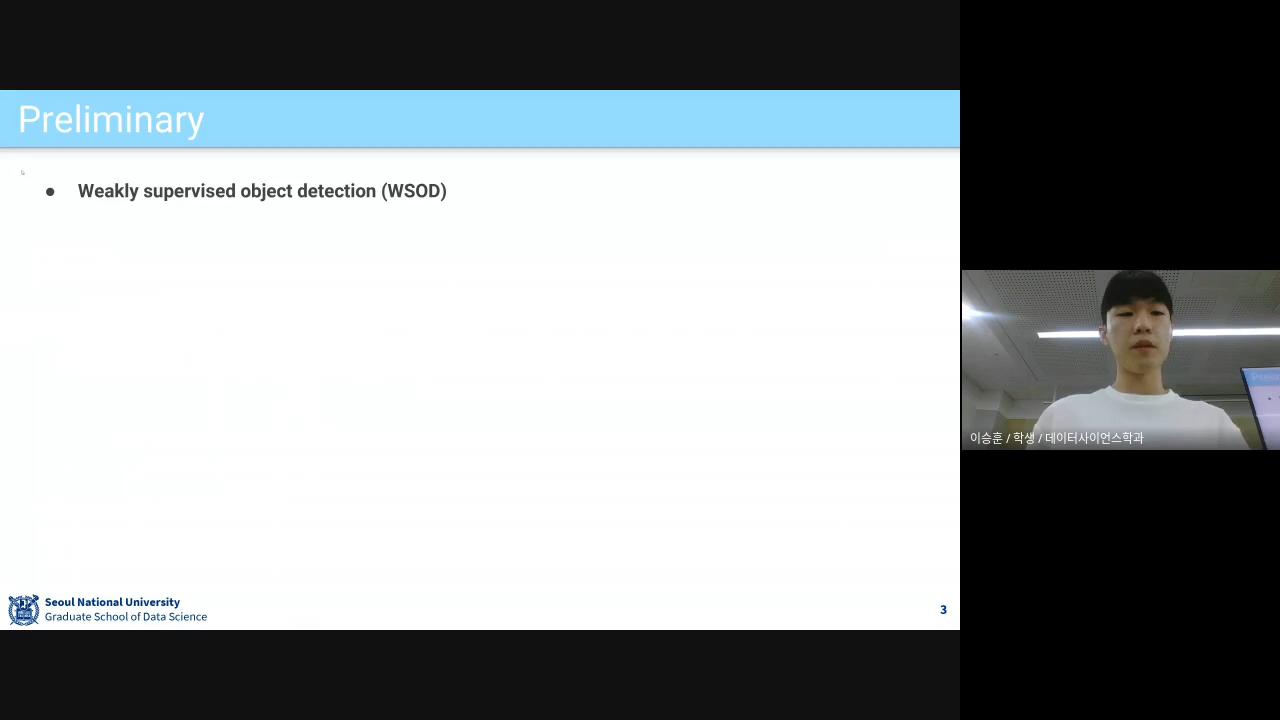 Preliminary
● Weakly supervised object detection (WSOD)
Seoul National University
Graduate School of Data Science
3
이승훈 / 학생 / 데이터사이언스학과